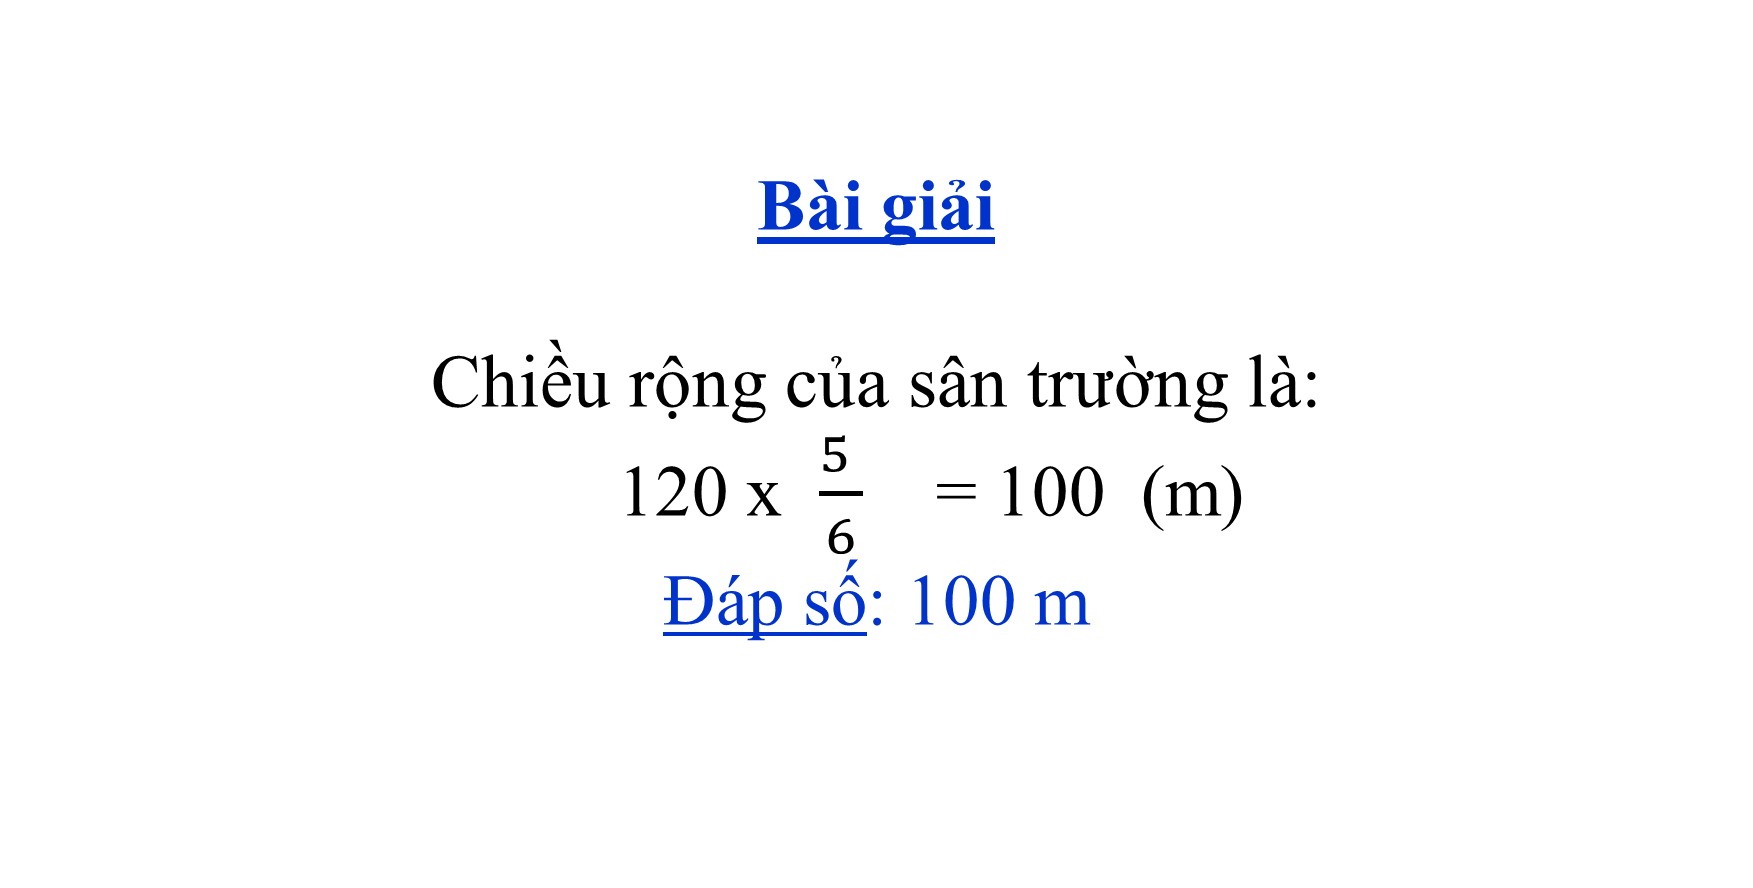 Bài giải
Chiều rộng của sân trường là:
120 x 5/6 = 100 (m)
Đáp số: 100 m